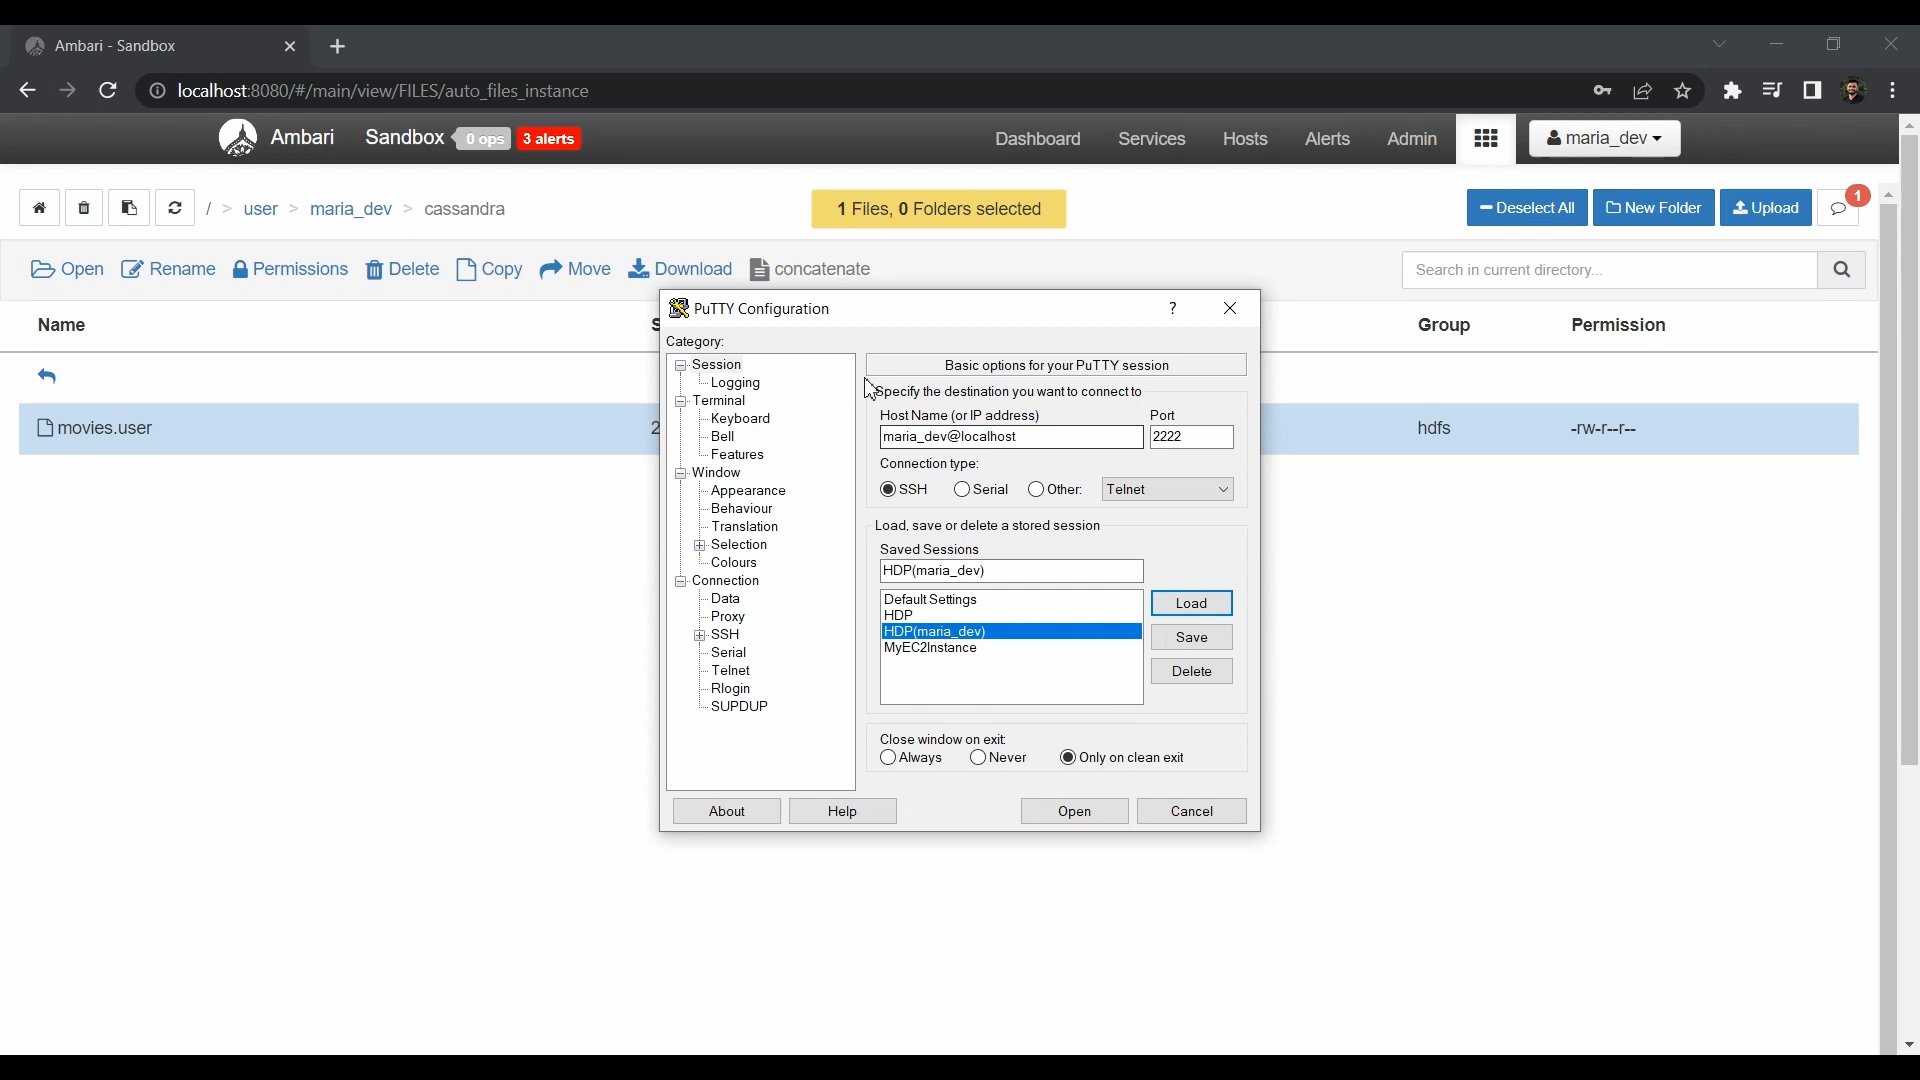 Ambari - Sandbox
localhost:8080/#/main/view/FILES/auto_files_instance
Ambari Sandbox 0 ops 3 alerts Dashboard Services Hosts Alerts Admin maria_dev
/ > user > maria_dev > cassandra 1 Files, 0 Folders selected Deselect All New Folder Upload 1
Open Rename Permissions Delete Copy Move Download concatenate Search in current directory...
Name S Group Permission
movies.user 2 hdfs -rw-r--r--
PuTTY Configuration ?
Category:
Session
Logging
Terminal
Keyboard
Bell
Features
Window
Appearance
Behaviour
Translation
Selection
Colours
Connection
Data
Proxy
SSH
Serial
Telnet
Rlogin
SUPDUP
Basic options for your PuTTY session
Specify the destination you want to connect to
Host Name (or IP address) Port
maria_dev@localhost 2222
Connection type:
SSH Serial Other: Telnet
Load, save or delete a stored session
Saved Sessions
HDP(maria_dev)
Default Settings
HDP
HDP(maria_dev)
MyEC2Instance
Load
Save
Delete
Close window on exit:
Always Never Only on clean exit
About Help Open Cancel